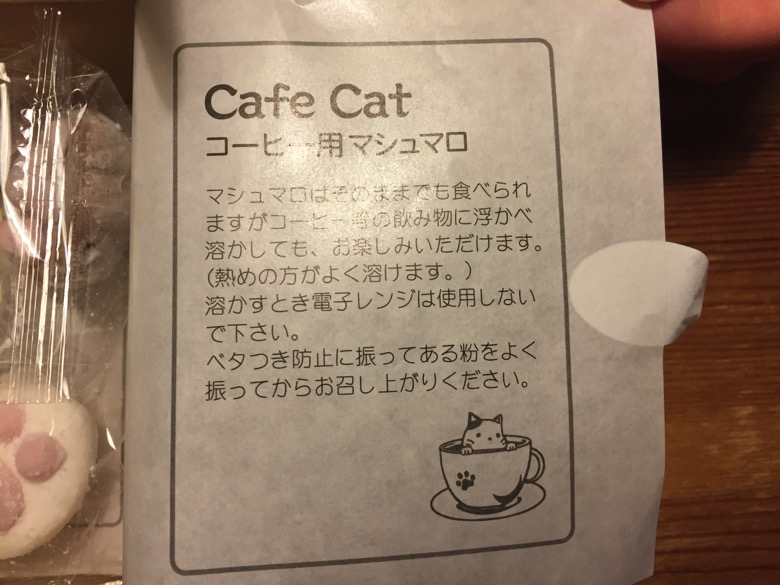 Cafe Cat
コーヒー用マシュマロ
マシュマロはそのままでも食べられ
ますがコーヒー等の飲み物に浮かべ
溶かしても、お楽しみいただけます。
(熱めの方がよく溶けます。)
溶かすとき電子レンジは使用しない
で下さい。
ベタつき防止に振ってある粉をよく
振ってからお召し上がりください。